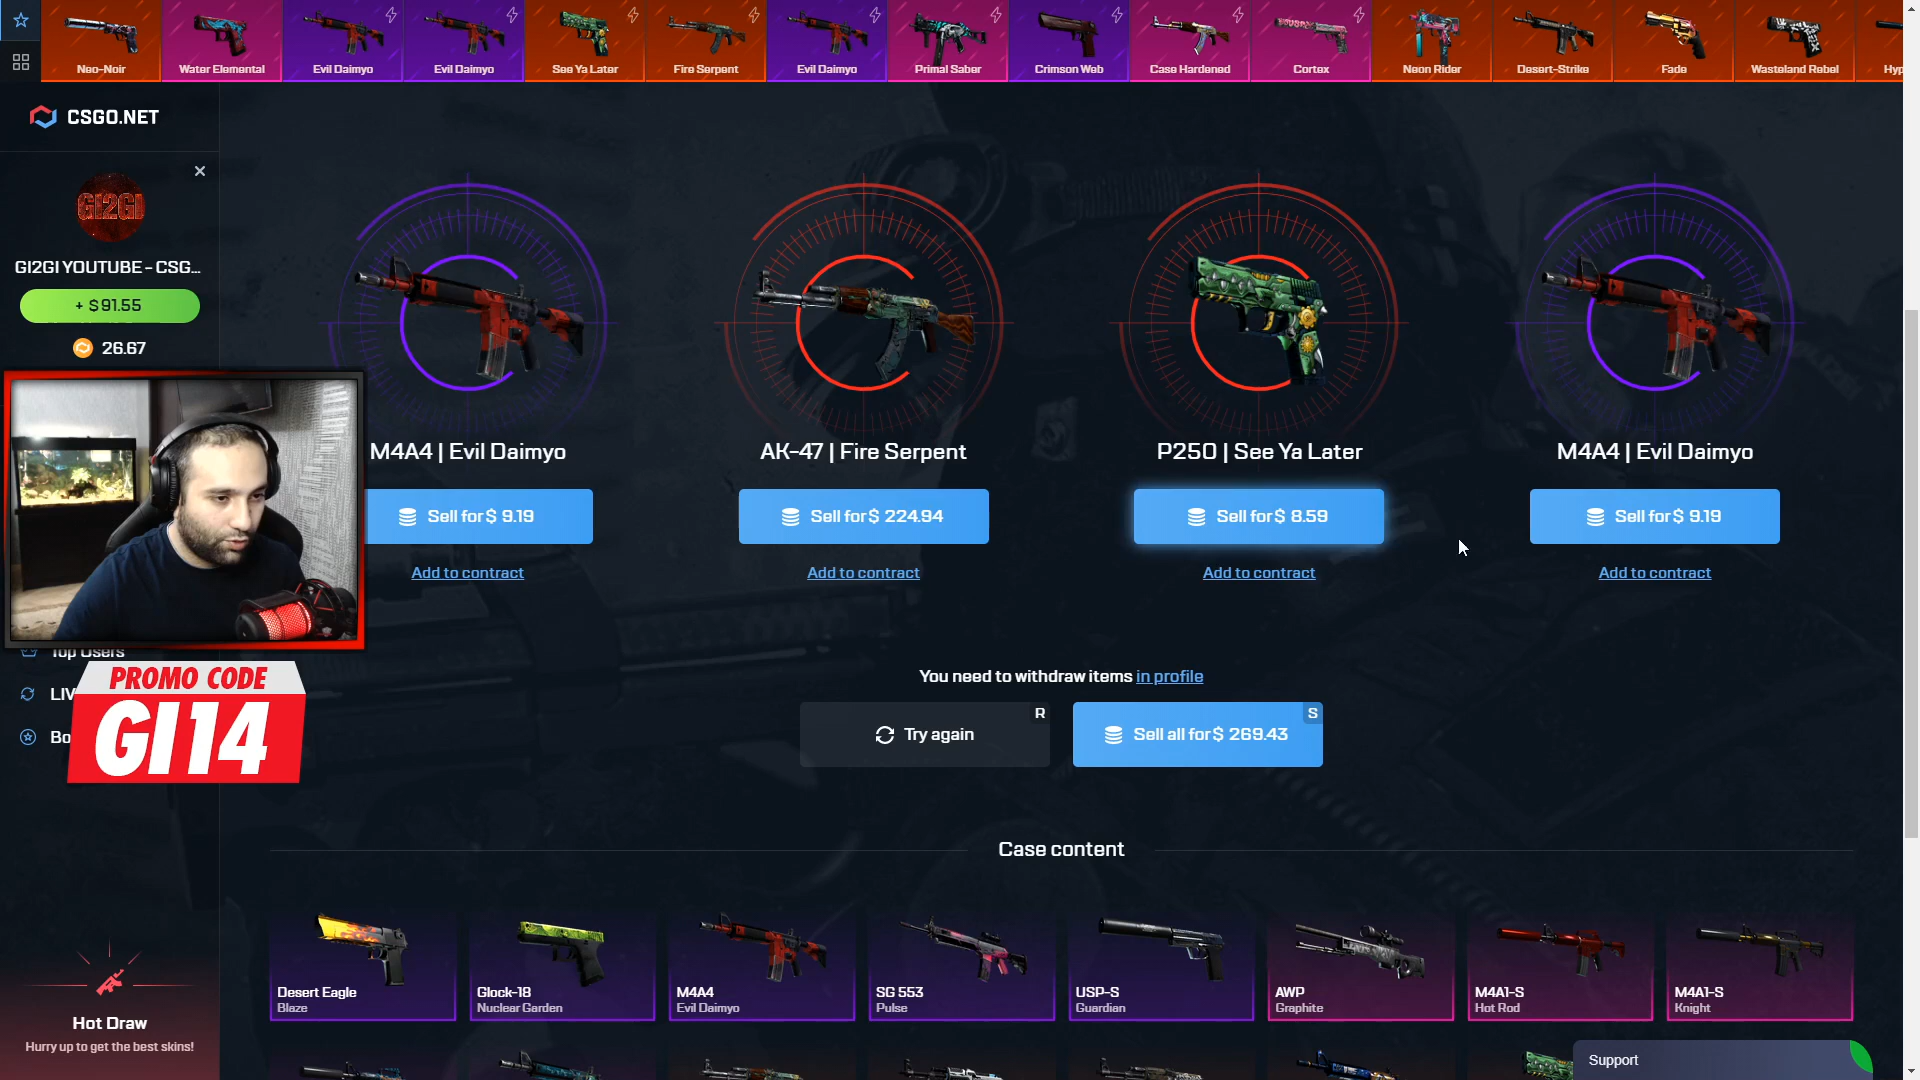 Neo-Noir
Water Elemental
Evil Daimyo
Evil Daimyo
See Ya Later
Fire Serpent
Evil Daimyo
Primal Saber
Crimson Web
Case Hardened
Cortex
Neon Rider
Desert-Strike
Fade
Wasteland Rebel
CSGO.NET
GI2GI
GI2GI YOUTUBE - CSG...
+ $91.55
26.67
M4A4 | Evil Daimyo
AK-47 | Fire Serpent
P250 | See Ya Later
M4A4 | Evil Daimyo
Sell for $ 9.19
Sell for $ 224.94
Sell for $ 8.59
Sell for $ 9.19
Add to contract
Add to contract
Add to contract
Add to contract
Top Users
PROMO CODE
GI14
You need to withdraw items in profile
Try again
R
Sell all for $ 269.43
S
Case content
Desert Eagle
Blaze
Glock-18
Nuclear Garden
M4A4
Evil Daimyo
SG 553
Pulse
USP-S
Guardian
AWP
Graphite
M4A1-S
Hot Rod
M4A1-S
Knight
Hot Draw
Hurry up to get the best skins!
Support